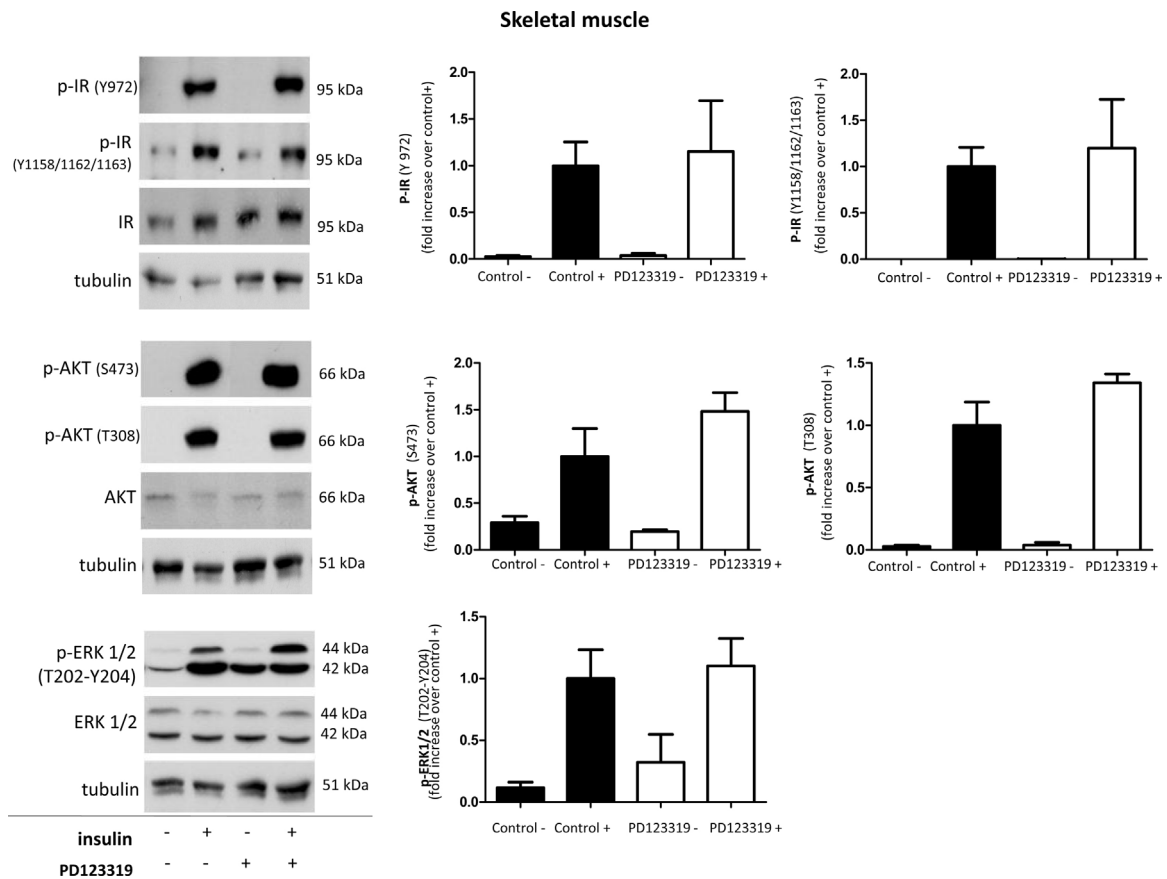 Skeletal muscle
p-IR (Y972)
95 kDa
p-IR
(Y1158/1162/1163)
95 kDa
IR
95 kDa
tubulin
51 kDa
P-IR (Y 972)
(fold increase over control+)
2.0
1.5
1.0
0.5
0.0
Control - Control + PD123319 - PD123319 +
P-IR (Y1158/1162/1163)
(fold increase over control +)
2.0
1.5
1.0
0.5
0.0
Control - Control + PD123319 - PD123319 +
p-AKT (S473)
66 kDa
p-AKT (T308)
66 kDa
AKT
66 kDa
tubulin
51 kDa
p-AKT (S473)
(fold increase over control +)
2.0
1.5
1.0
0.5
0.0
Control - Control + PD123319 - PD123319 +
p-AKT (T308)
(fold increase over control +)
1.5
1.0
0.5
0.0
Control - Control + PD123319 - PD123319 +
p-ERK 1/2
(T202-Y204)
44 kDa
42 kDa
ERK 1/2
44 kDa
42 kDa
tubulin
51 kDa
p-ERK1/2 (T202-Y204)
(fold increase over control +)
1.5
1.0
0.5
0.0
Control - Control + PD123319 - PD123319 +
insulin - + - +
PD123319 - - + +